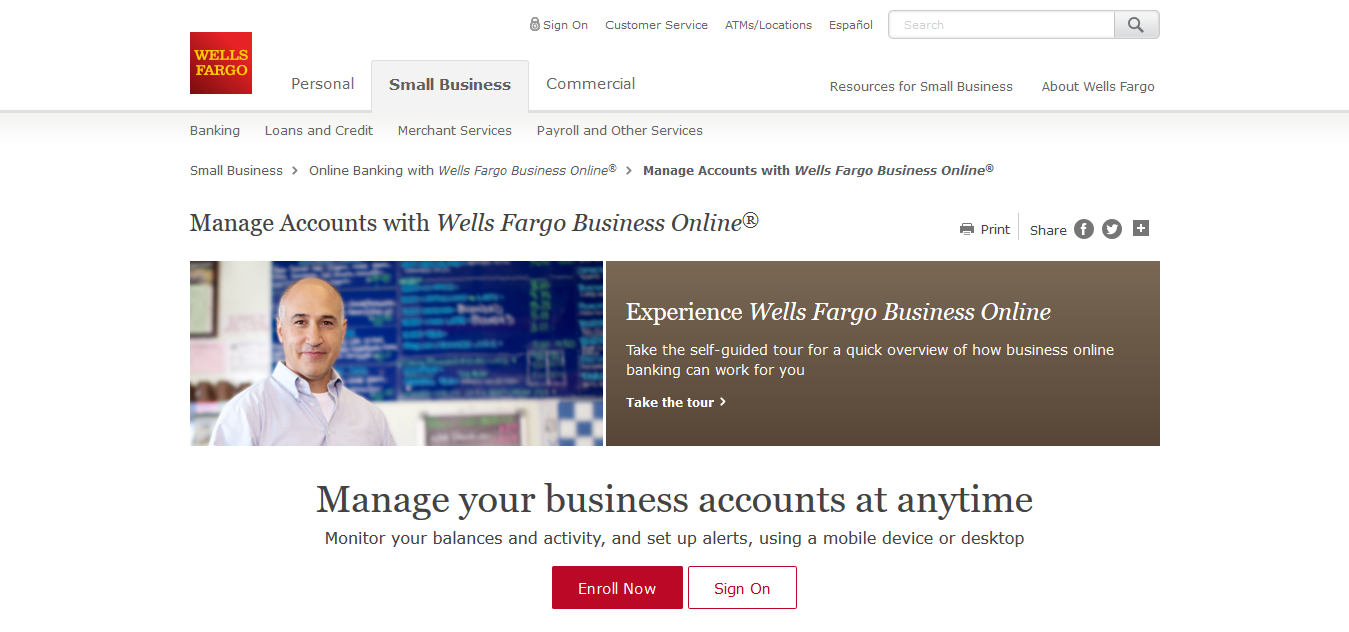 Sign On Customer Service ATMs/Locations Español Search
WELLS
FARGO
Personal Small Business Commercial Resources for Small Business About Wells Fargo
Banking Loans and Credit Merchant Services Payroll and Other Services
Small Business > Online Banking with Wells Fargo Business Online® > Manage Accounts with Wells Fargo Business Online®
Manage Accounts with Wells Fargo Business Online®
Print Share
Experience Wells Fargo Business Online
Take the self-guided tour for a quick overview of how business online
banking can work for you
Take the tour >
Manage your business accounts at anytime
Monitor your balances and activity, and set up alerts, using a mobile device or desktop
Enroll Now Sign On